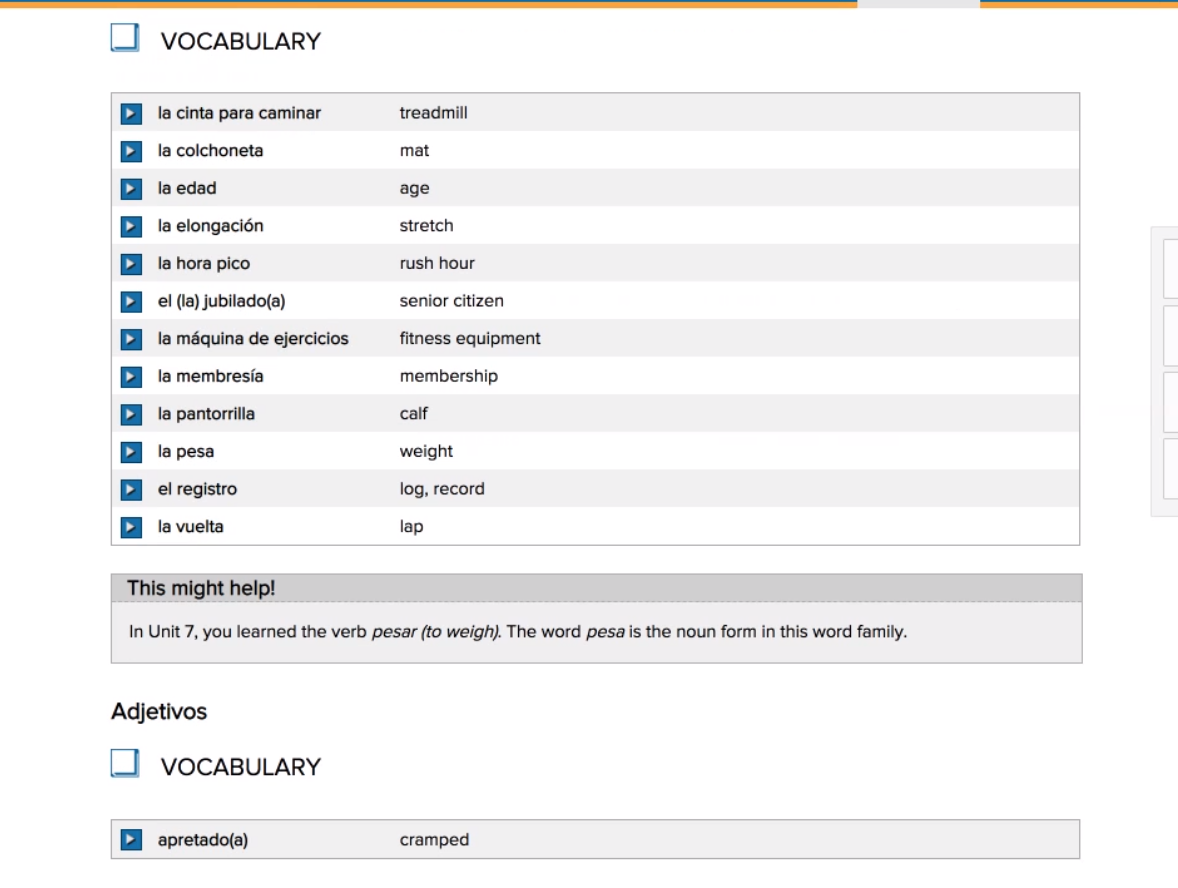 VOCABULARY
la cinta para caminar treadmill
la colchoneta mat
la edad age
la elongación stretch
la hora pico rush hour
el (la) jubilado(a) senior citizen
la máquina de ejercicios fitness equipment
la membresía membership
la pantorrilla calf
la pesa weight
el registro log, record
la vuelta lap
This might help!
In Unit 7, you learned the verb pesar (to weigh). The word pesa is the noun form in this word family.
Adjetivos
VOCABULARY
apretado(a) cramped